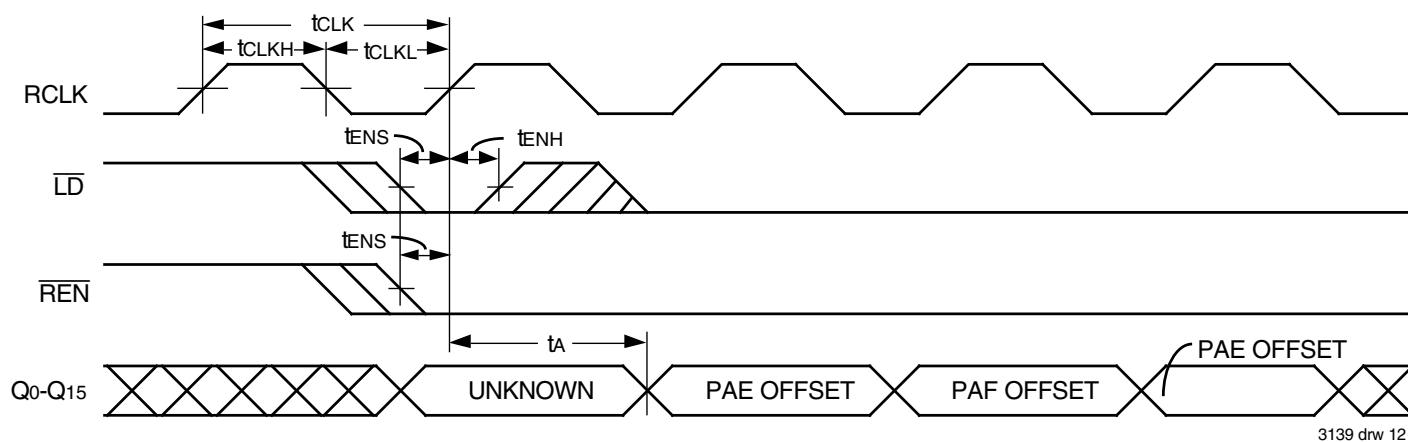 tCLK
tCLKH
tCLKL
RCLK
tENS
tENH
LD
tENS
REN
tA
PAE OFFSET
Q0-Q15
UNKNOWN
PAE OFFSET
PAF OFFSET
3139 drw 12